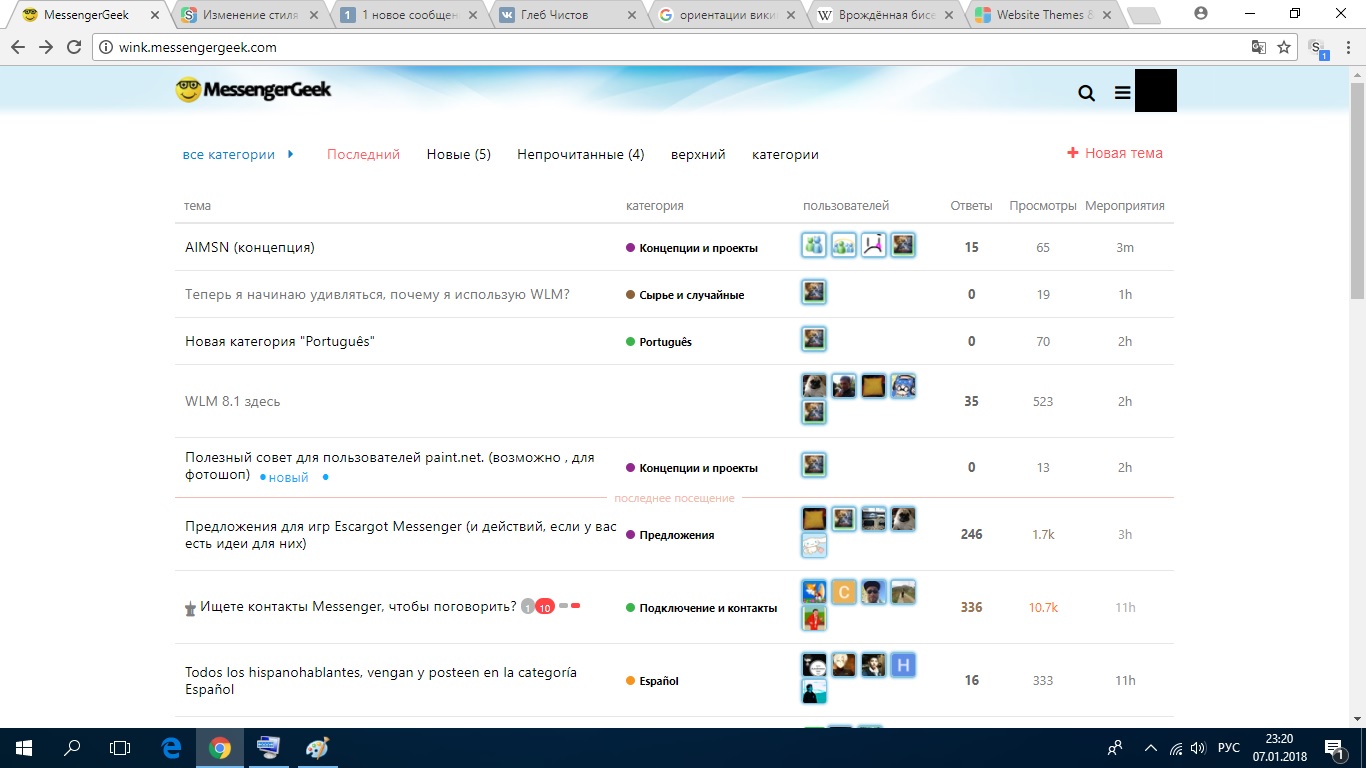 MessengerGeek
Изменение стиля
1 новое сообщен
Глеб Чистов
ориентации вики
Врождённая бисе
Website Themes &
wink.messengergeek.com
S
1
MessengerGeek
все категории
Последний
Новые (5)
Непрочитанные (4)
верхний
категории
+ Новая тема
тема
категория
пользователей
Ответы
Просмотры
Мероприятия
AIMSN (концепция)
Концепции и проекты
15
65
3m
Теперь я начинаю удивляться, почему я использую WLM?
Сырье и случайные
0
19
1h
Новая категория "Português"
Português
0
70
2h
WLM 8.1 здесь
35
523
2h
Полезный совет для пользователей paint.net. (возможно , для
фотошоп) новый
Концепции и проекты
0
13
2h
последнее посещение
Предложения для игр Escargot Messenger (и действий, если у вас
есть идеи для них)
Предложения
246
1.7k
3h
Ищете контакты Messenger, чтобы поговорить? 1 10
Подключение и контакты
C
336
10.7k
11h
Todos los hispanohablantes, vengan y posteen en la categoría
Español
Español
H
16
333
11h
РУС
23:20
07.01.2018
1